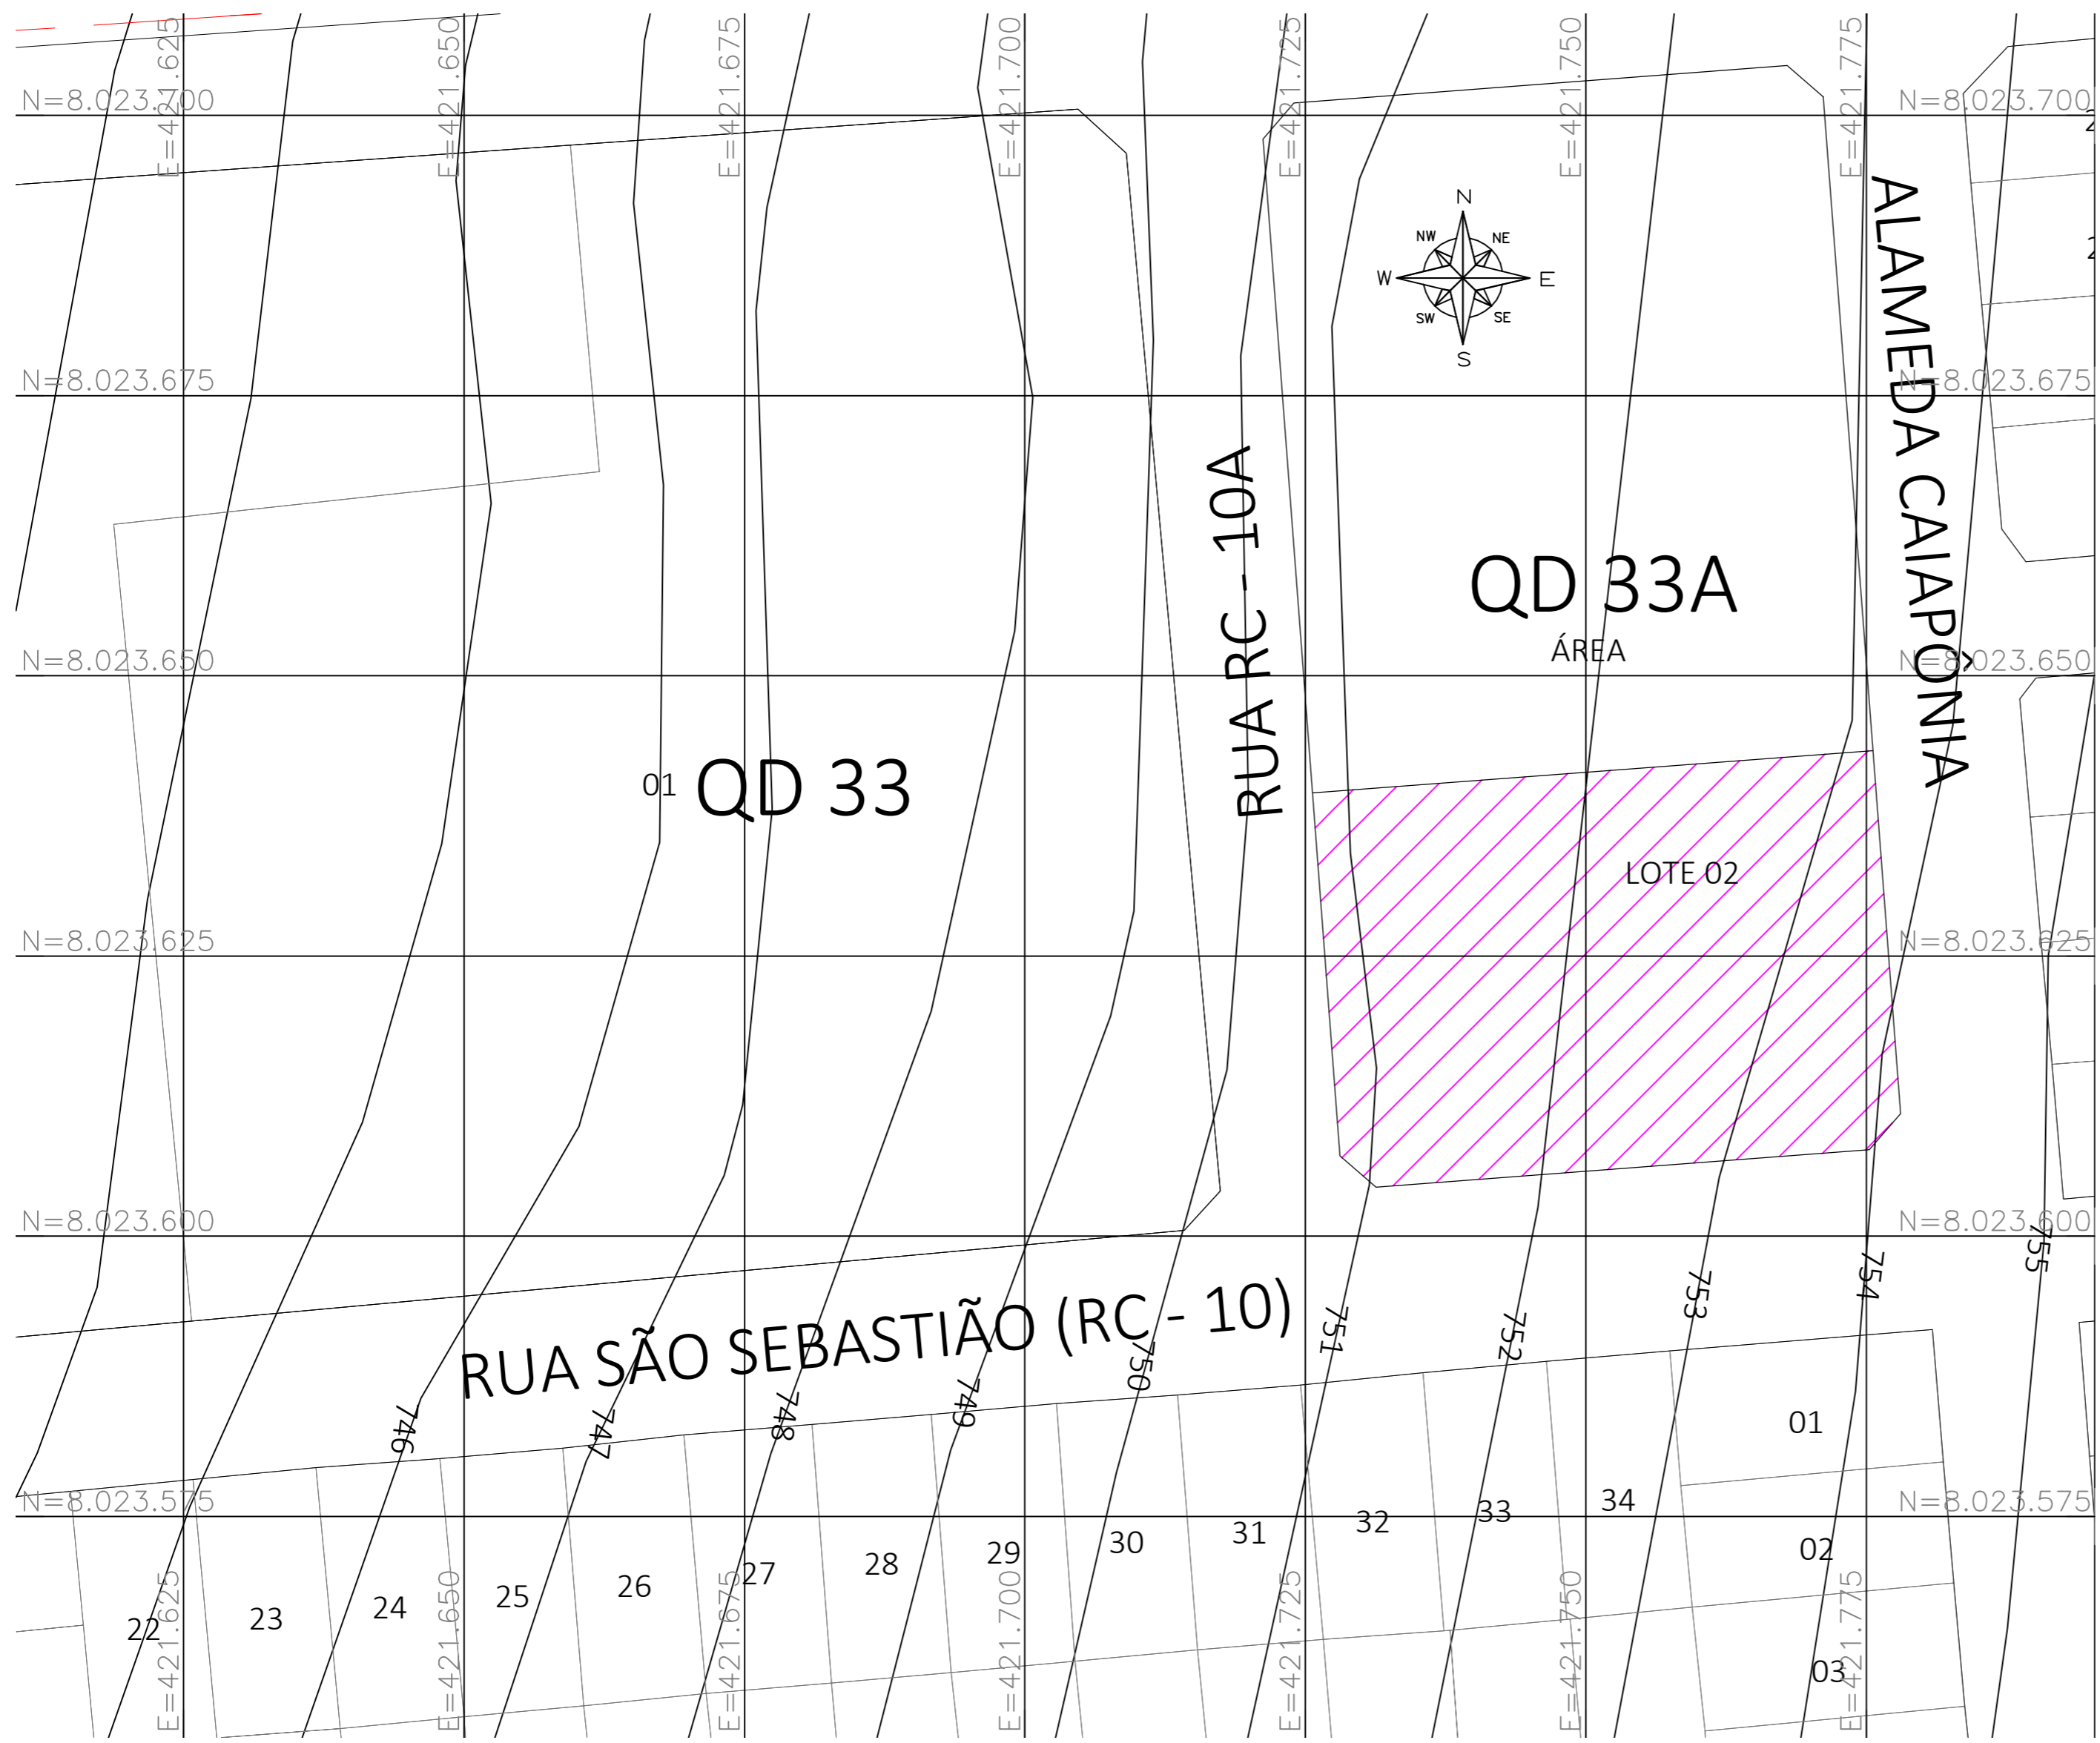 E=421.625
E=421.650
E=421.675
E=421.700
E=421.725
E=421.750
E=421.775
N=8.023.700
N=8.023.700
N
NW
NE
W
E
SW
SE
S
ALAMEDA CAIAPÔNIA
N=8.023.675
N=8.023.675
RUA RC - 10A
QD 33A
ÁREA
N=8.023.650
N=8.023.650
01
QD 33
LOTE 02
N=8.023.625
N=8.023.625
N=8.023.600
N=8.023.600
RUA SÃO SEBASTIÃO (RC - 10)
746
747
748
749
750
751
752
753
754
755
N=8.023.575
N=8.023.575
22
23
24
25
26
27
28
29
30
31
32
33
34
01
02
03
E=421.625
E=421.650
E=421.675
E=421.700
E=421.725
E=421.750
E=421.775